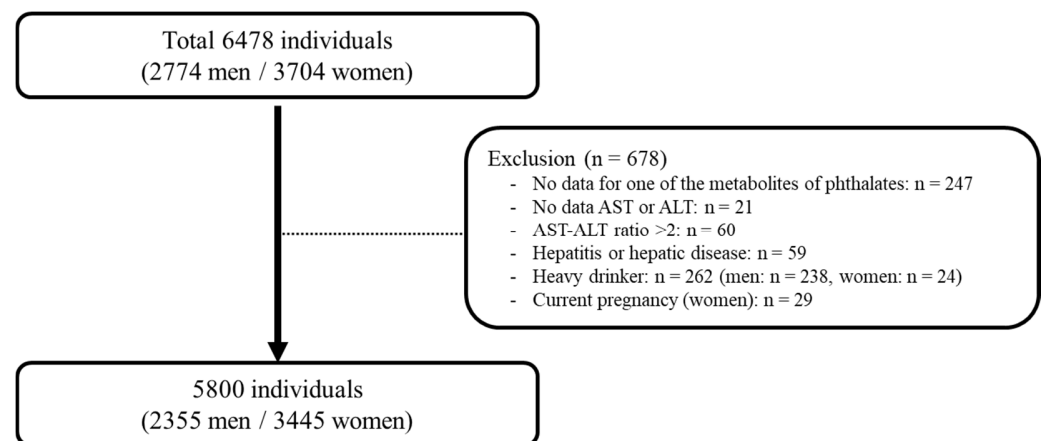 Total 6478 individuals
(2774 men / 3704 women)
Exclusion (n = 678)
- No data for one of the metabolites of phthalates: n = 247
- No data AST or ALT: n = 21
- AST-ALT ratio >2: n = 60
- Hepatitis or hepatic disease: n = 59
- Heavy drinker: n = 262 (men: n = 238, women: n = 24)
- Current pregnancy (women): n = 29
5800 individuals
(2355 men / 3445 women)